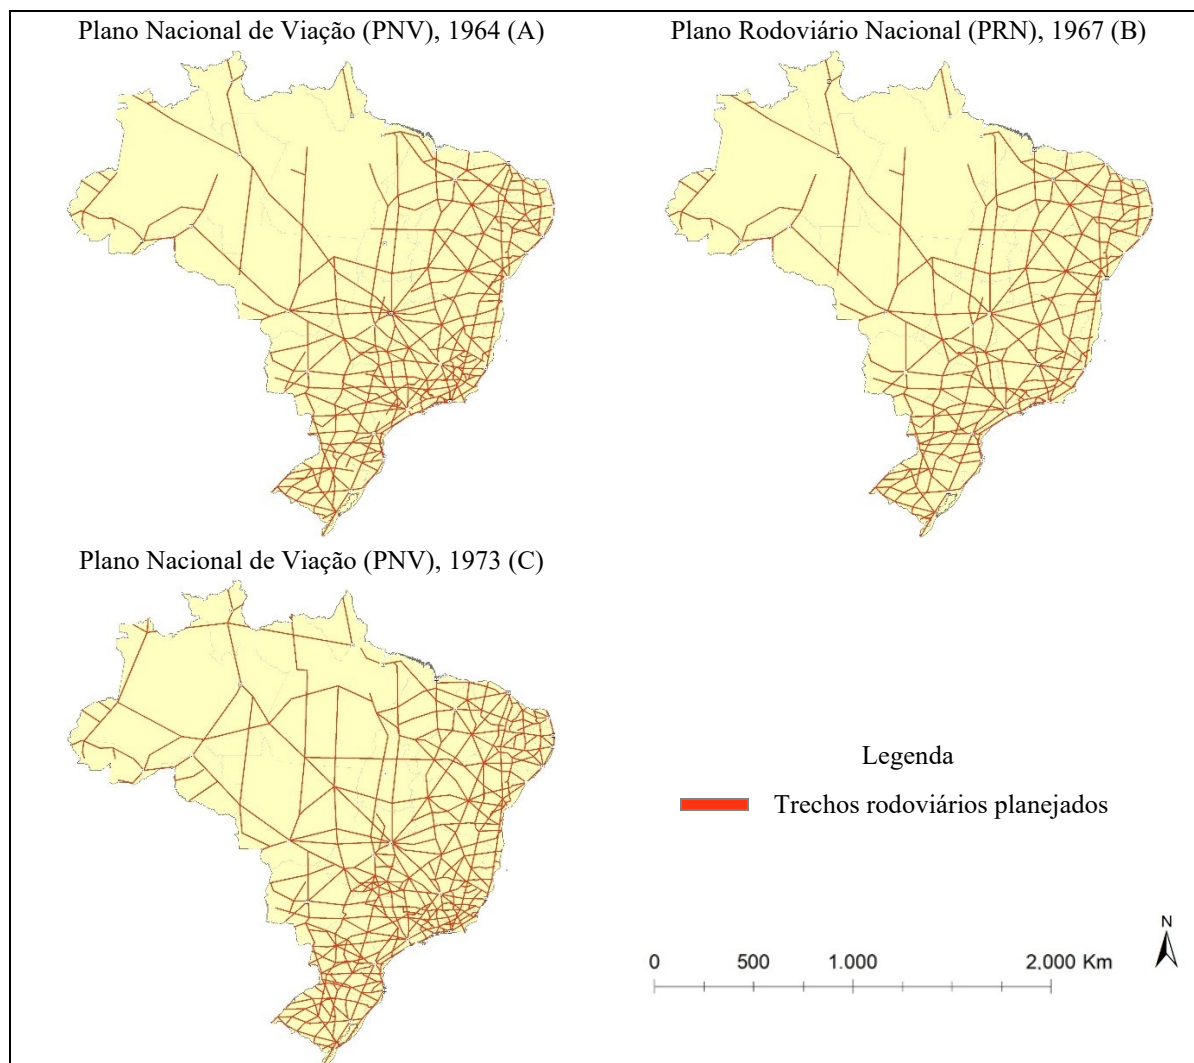 Plano Nacional de Viação (PNV), 1964 (A)
Plano Rodoviário Nacional (PRN), 1967 (B)
Plano Nacional de Viação (PNV), 1973 (C)
Legenda
Trechos rodoviários planejados
N
0 500 1.000 2.000 Km